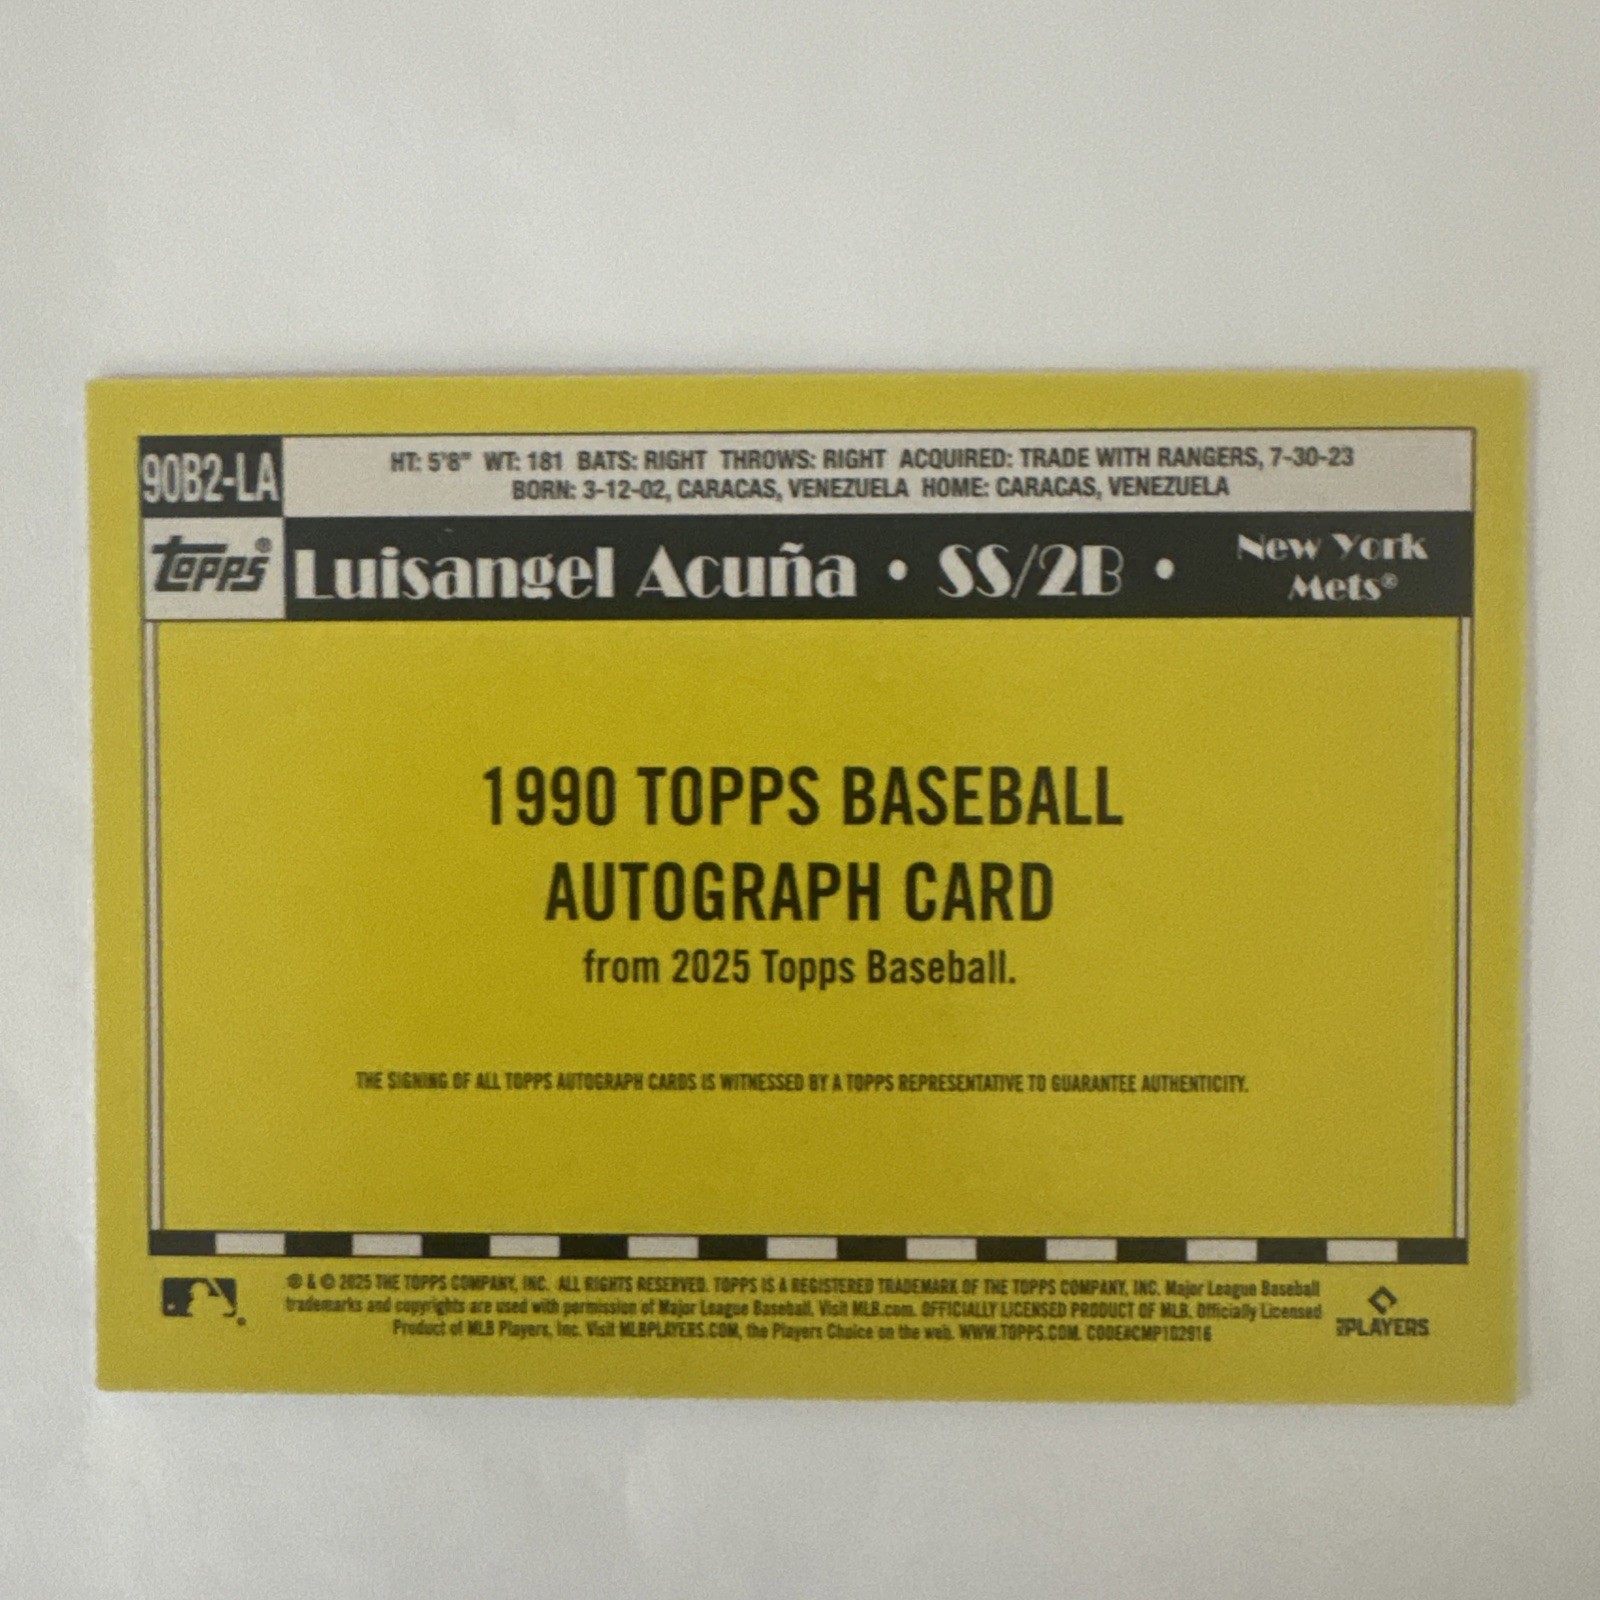 90B2-LA
HT: 5'8" WT: 181 BATS: RIGHT THROWS: RIGHT ACQUIRED: TRADE WITH RANGERS, 7-30-23
BORN: 3-12-02, CARACAS, VENEZUELA HOME: CARACAS, VENEZUELA
Topps®
Luisangel Acuña • SS/2B •
New York
Mets®
1990 TOPPS BASEBALL
AUTOGRAPH CARD
from 2025 Topps Baseball.
THE SIGNING OF ALL TOPPS AUTOGRAPH CARDS IS WITNESSED BY A TOPPS REPRESENTATIVE TO GUARANTEE AUTHENTICITY.
® & © 2025 THE TOPPS COMPANY, INC. ALL RIGHTS RESERVED. TOPPS IS A REGISTERED TRADEMARK OF THE TOPPS COMPANY, INC. Major League Baseball
trademarks and copyrights are used with permission of Major League Baseball. Visit MLB.com. OFFICIALLY LICENSED PRODUCT OF MLB. Officially Licensed
Product of MLB Players, Inc. Visit MLBPLAYERS.COM, the Players Choice on the web. WWW.TOPPS.COM. CODE#CMP102916
PLAYERS